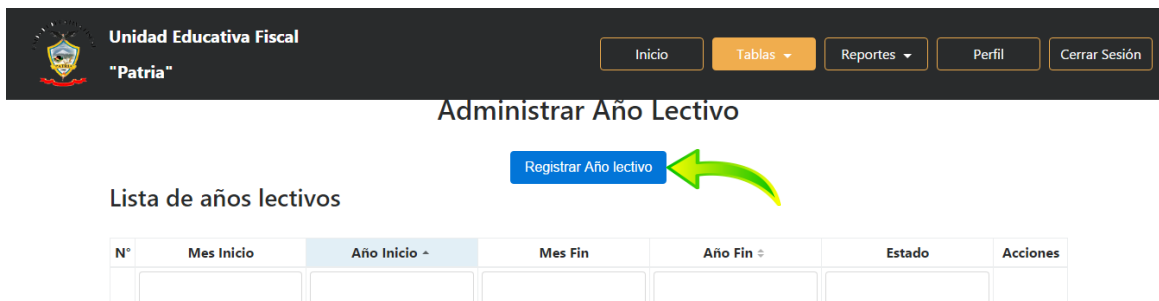 Unidad Educativa Fiscal
"Patria"
Inicio
Tablas
Reportes
Perfil
Cerrar Sesión
Administrar Año Lectivo
Registrar Año lectivo
Lista de años lectivos
N° Mes Inicio Año Inicio Mes Fin Año Fin Estado Acciones